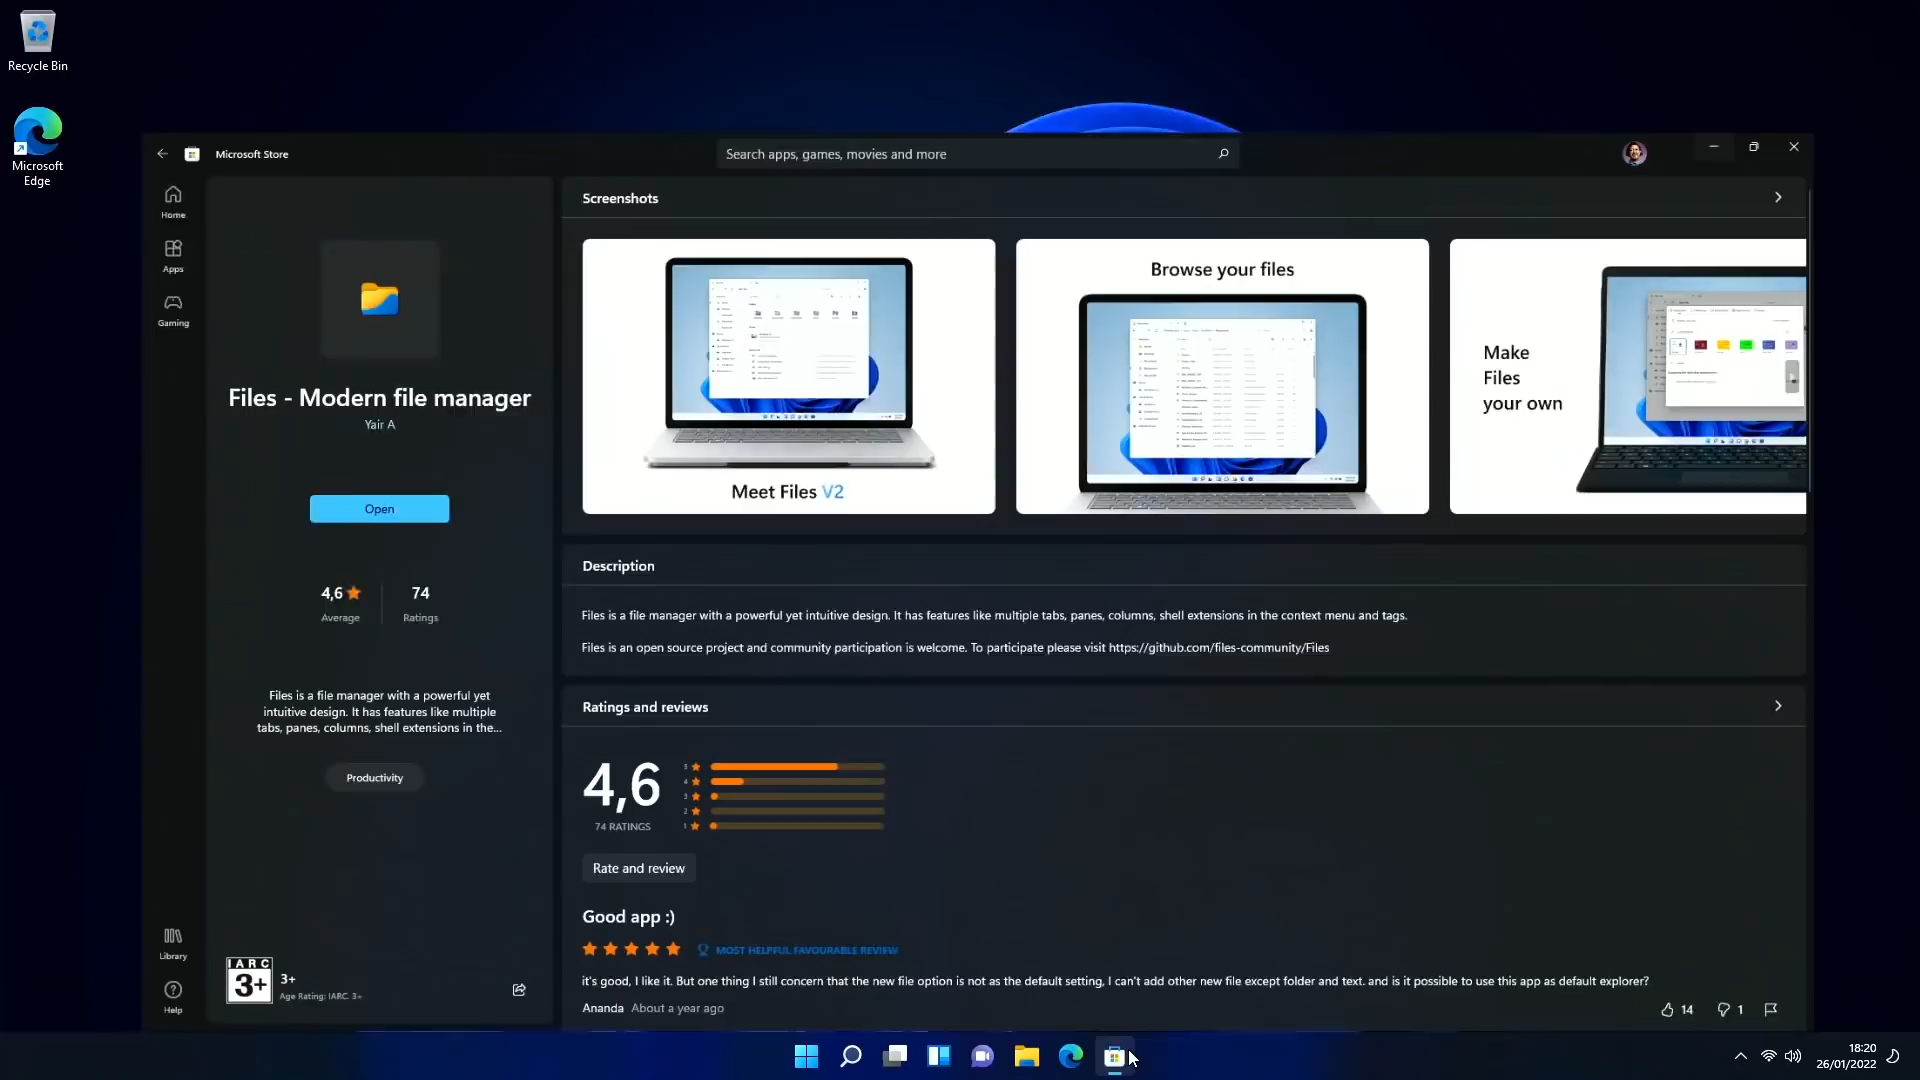 Recycle Bin
Microsoft
Edge
Microsoft Store
Search apps, games, movies and more
Home
Apps
Gaming
Library
Help
Files - Modern file manager
Yair A
Open
4,6
Average
74
Ratings
Files is a file manager with a powerful yet
intuitive design. It has features like multiple
tabs, panes, columns, shell extensions in the...
Productivity
IARC
3+
3+
Age Rating: IARC: 3+
Screenshots
Meet Files V2
Browse your files
Make
Files
your own
Description
Files is a file manager with a powerful yet intuitive design. It has features like multiple tabs, panes, columns, shell extensions in the context menu and tags.
Files is an open source project and community participation is welcome. To participate please visit https://github.com/files-community/Files
Ratings and reviews
4,6
74 RATINGS
5
4
3
2
1
Rate and review
Good app :)
MOST HELPFUL FAVOURABLE REVIEW
it's good, I like it. But one thing I still concern that the new file option is not as the default setting, I can't add other new file except folder and text. and is it possible to use this app as default explorer?
Ananda About a year ago
14
1
18:20
26/01/2022